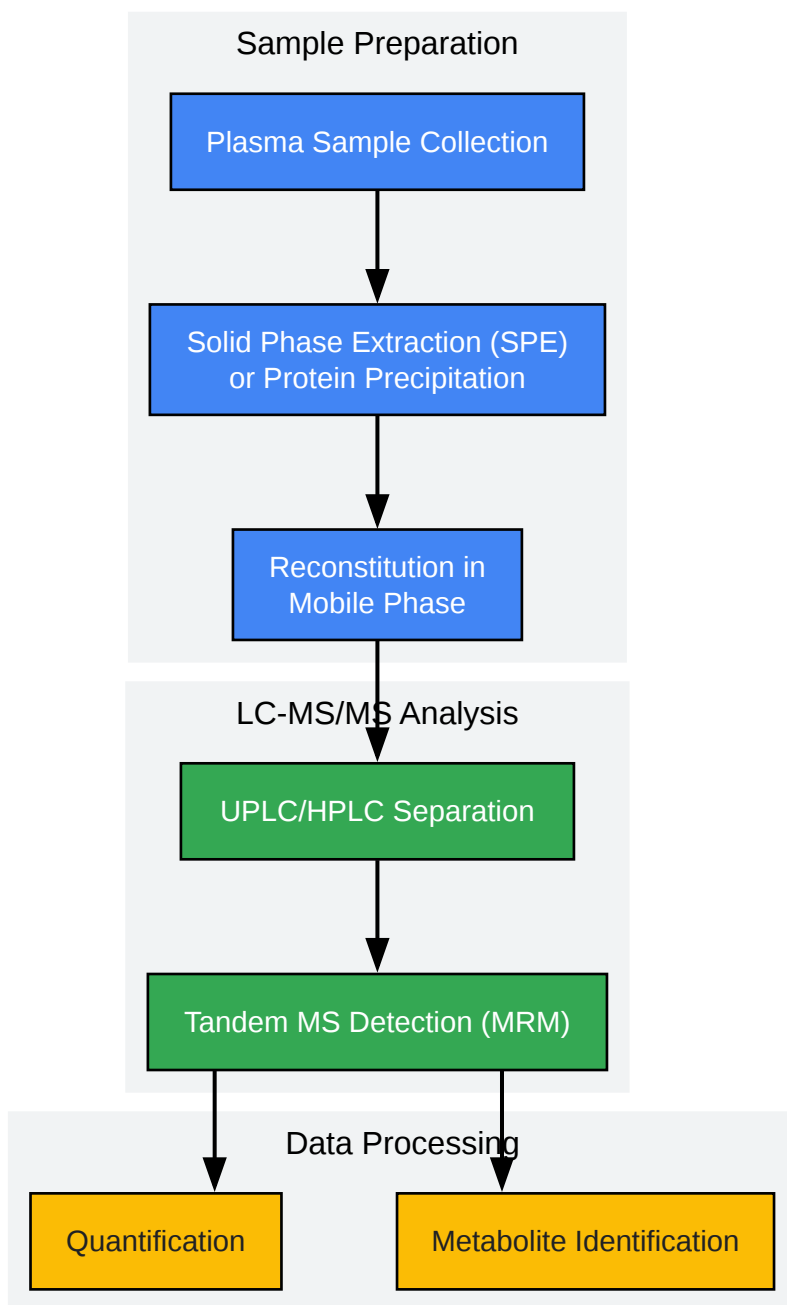 Sample Preparation
Plasma Sample Collection
Solid Phase Extraction (SPE)
or Protein Precipitation
Reconstitution in
Mobile Phase
LC-MS/MS Analysis
UPLC/HPLC Separation
Tandem MS Detection (MRM)
Data Processing
Quantification
Metabolite Identification